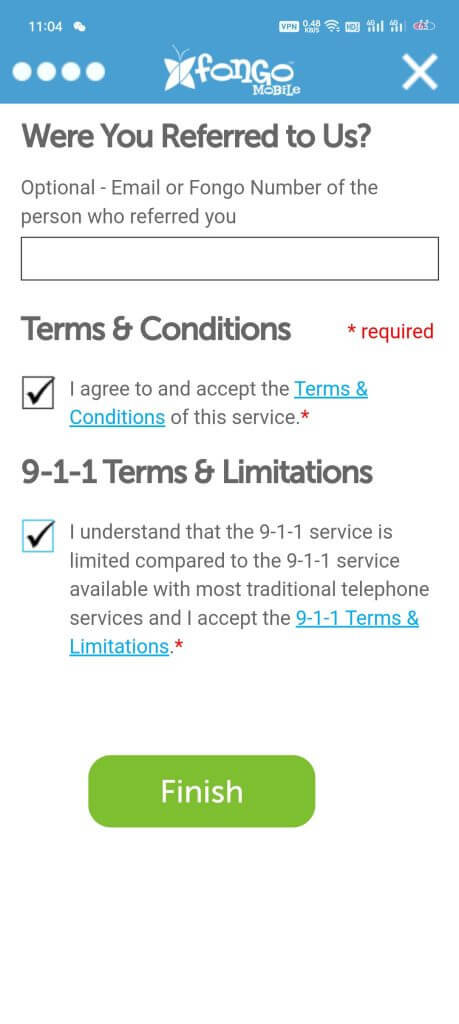 11:04
VPN 0.48 KB/S HD 4G 4G
fongo
MOBILE
Were You Referred to Us?
Optional - Email or Fongo Number of the
person who referred you
Terms & Conditions * required
I agree to and accept the Terms &
Conditions of this service.*
9-1-1 Terms & Limitations
I understand that the 9-1-1 service is
limited compared to the 9-1-1 service
available with most traditional telephone
services and I accept the 9-1-1 Terms &
Limitations.*
Finish